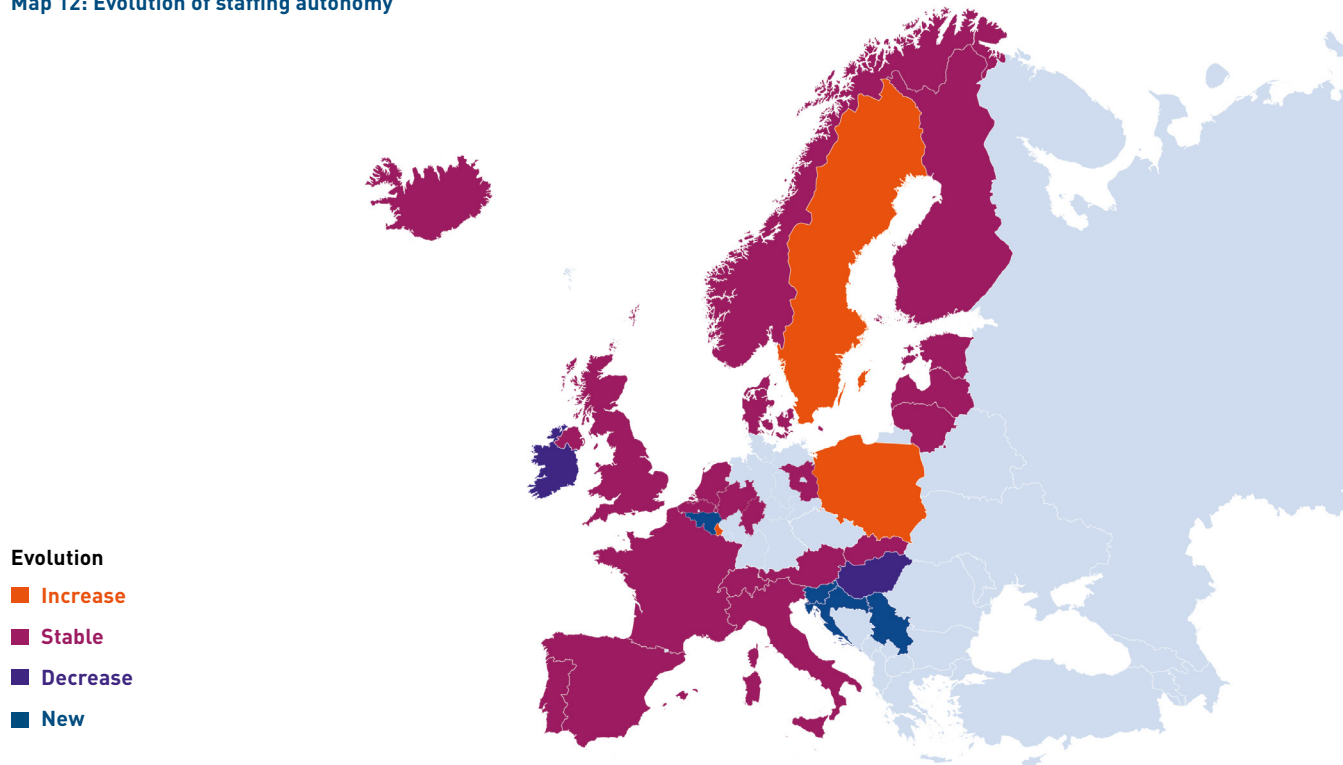 Map 12: Evolution of staffing autonomy
Evolution
Increase
Stable
Decrease
New